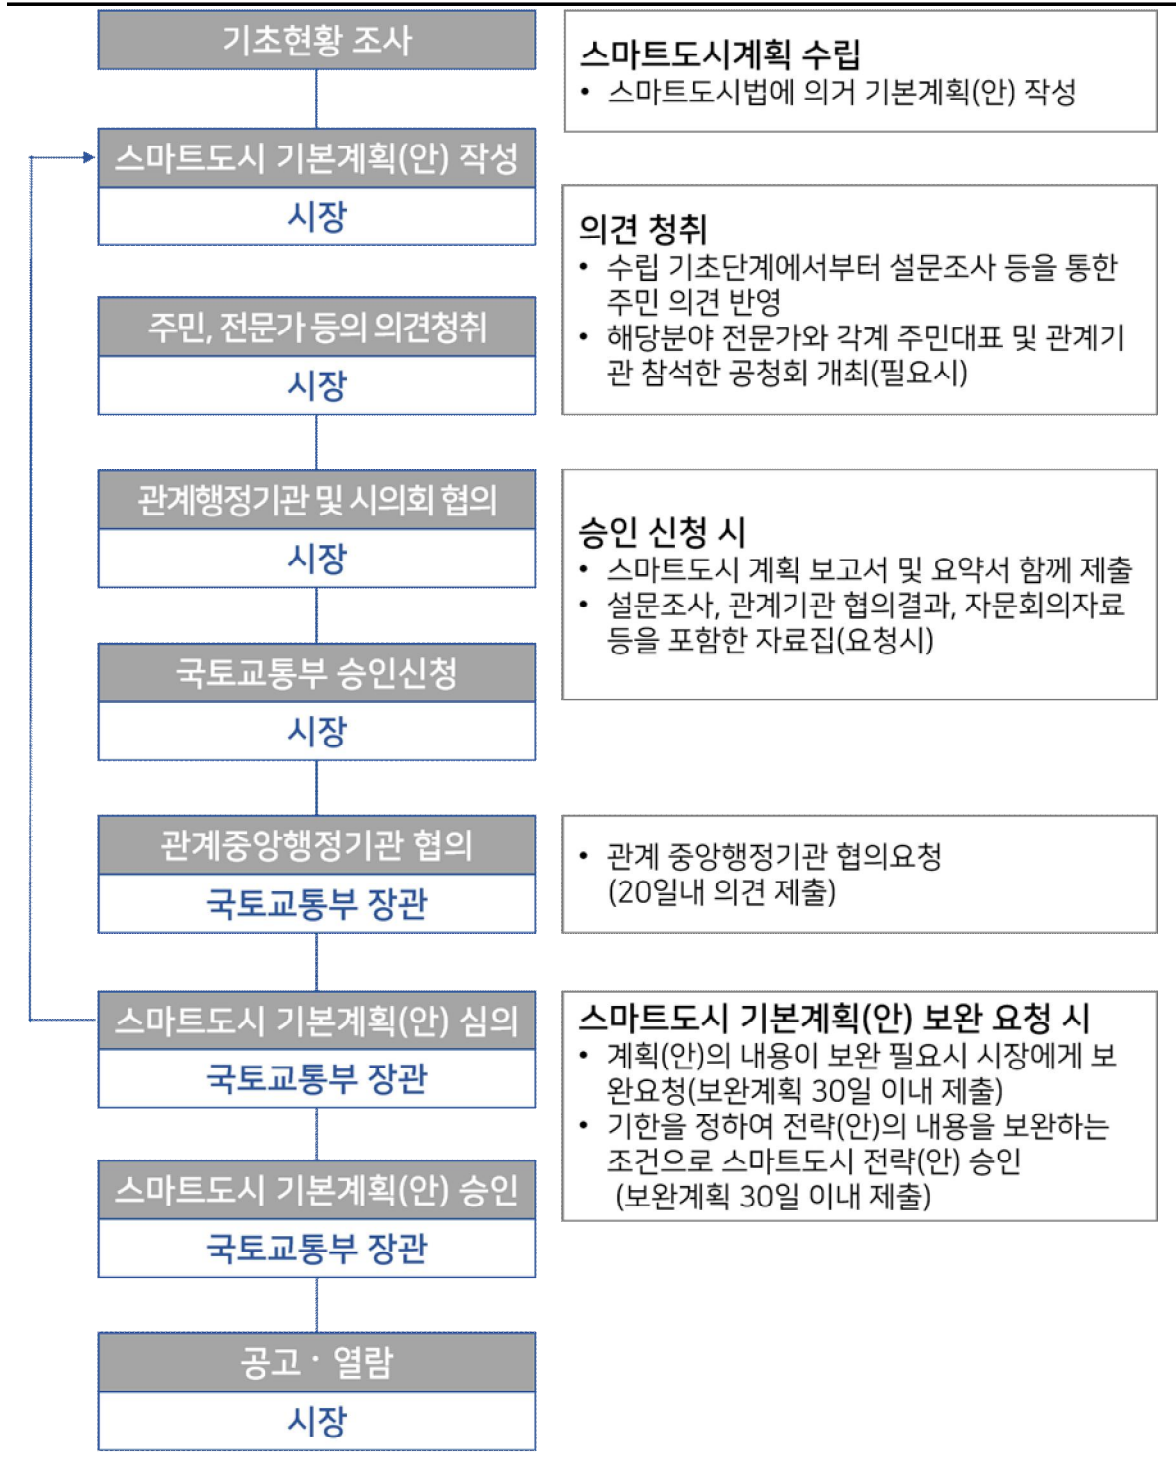 기초현황 조사
스마트도시 기본계획(안) 작성
시장
주민, 전문가 등의 의견청취
시장
관계행정기관 및 시의회 협의
시장
국토교통부 승인신청
시장
관계중앙행정기관 협의
국토교통부 장관
스마트도시 기본계획(안) 심의
국토교통부 장관
스마트도시 기본계획(안) 승인
국토교통부 장관
공고 · 열람
시장
스마트도시계획 수립
• 스마트도시법에 의거 기본계획(안) 작성
의견 청취
• 수립 기초단계에서부터 설문조사 등을 통한
주민 의견 반영
• 해당분야 전문가와 각계 주민대표 및 관계기
관 참석한 공청회 개최(필요시)
승인 신청 시
• 스마트도시 계획 보고서 및 요약서 함께 제출
• 설문조사, 관계기관 협의결과, 자문회의자료
등을 포함한 자료집(요청시)
• 관계 중앙행정기관 협의요청
(20일내 의견 제출)
스마트도시 기본계획(안) 보완 요청 시
• 계획(안)의 내용이 보완 필요시 시장에게 보
완요청(보완계획 30일 이내 제출)
• 기한을 정하여 전략(안)의 내용을 보완하는
조건으로 스마트도시 전략(안) 승인
(보완계획 30일 이내 제출)